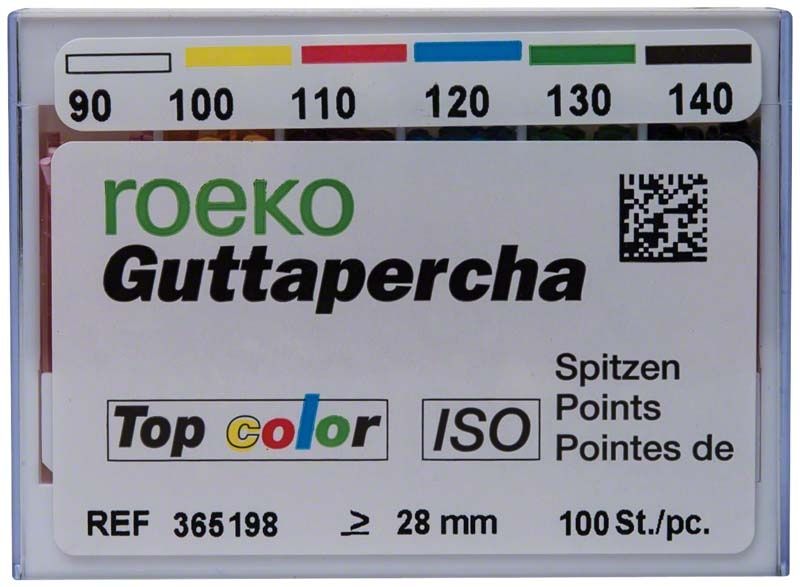 90 100 110 120 130 140
roeko
Guttapercha
Spitzen
Points
Pointes de
Top color ISO
REF 365198 ≥ 28 mm 100 St./pc.